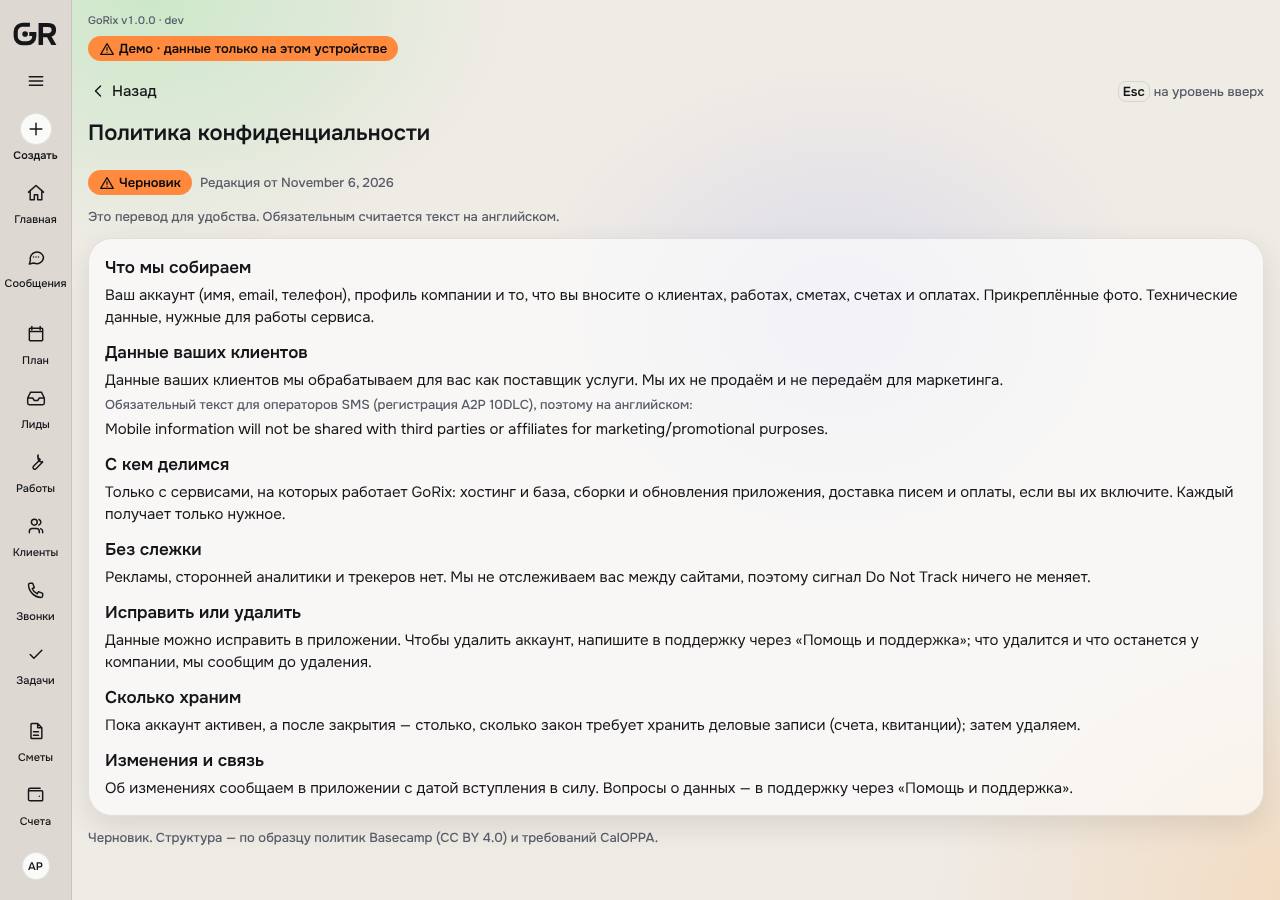 GR
GoRix v1.0.0 · dev
Демо · данные только на этом устройстве
Назад
Esc на уровень вверх
Создать
Главная
Сообщения
План
Лиды
Работы
Клиенты
Звонки
Задачи
Сметы
Счета
AP
Политика конфиденциальности
Черновик Редакция от November 6, 2026
Это перевод для удобства. Обязательным считается текст на английском.
Что мы собираем
Ваш аккаунт (имя, email, телефон), профиль компании и то, что вы вносите о клиентах, работах, сметах, счетах и оплатах. Прикреплённые фото. Технические
данные, нужные для работы сервиса.
Данные ваших клиентов
Данные ваших клиентов мы обрабатываем для вас как поставщик услуги. Мы их не продаём и не передаём для маркетинга.
Обязательный текст для операторов SMS (регистрация A2P 10DLC), поэтому на английском:
Mobile information will not be shared with third parties or affiliates for marketing/promotional purposes.
С кем делимся
Только с сервисами, на которых работает GoRix: хостинг и база, сборки и обновления приложения, доставка писем и оплаты, если вы их включите. Каждый
получает только нужное.
Без слежки
Рекламы, сторонней аналитики и трекеров нет. Мы не отслеживаем вас между сайтами, поэтому сигнал Do Not Track ничего не меняет.
Исправить или удалить
Данные можно исправить в приложении. Чтобы удалить аккаунт, напишите в поддержку через «Помощь и поддержка»; что удалится и что останется у
компании, мы сообщим до удаления.
Сколько храним
Пока аккаунт активен, а после закрытия — столько, сколько закон требует хранить деловые записи (счета, квитанции); затем удаляем.
Изменения и связь
Об изменениях сообщаем в приложении с датой вступления в силу. Вопросы о данных — в поддержку через «Помощь и поддержка».
Черновик. Структура — по образцу политик Basecamp (CC BY 4.0) и требований CalOPPA.